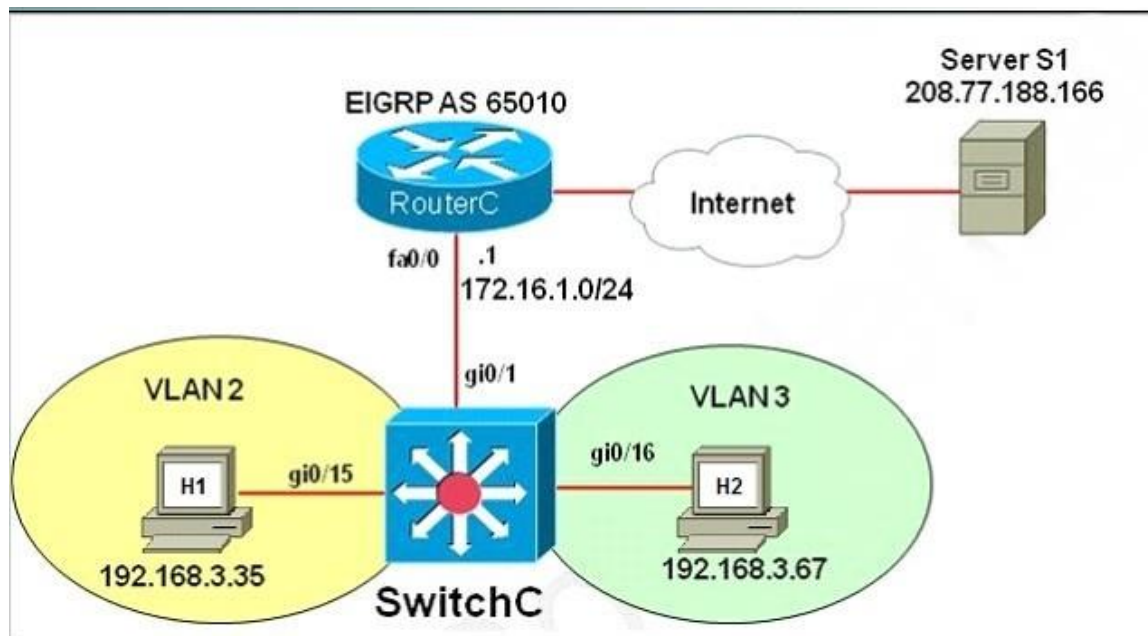 Server S1
208.77.188.166
EIGRP AS 65010
RouterC
Internet
fa0/0
.1
172.16.1.0/24
gi0/1
VLAN 2
VLAN 3
H1
gi0/15
gi0/16
H2
192.168.3.35
192.168.3.67
SwitchC